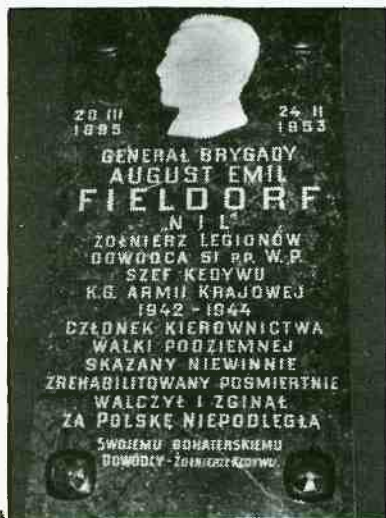 20 III 1895
24 II 1953
GENERAŁ BRYGADY
AUGUST EMIL
FIELDORF
„NIL"
ŻOŁNIERZ LEGIONÓW
DOWÓDCA 51 PP. W.P.
SZEF KEDYWU
K.G. ARMII KRAJOWEJ
1942 - 1944
CZŁONEK KIEROWNICTWA
WALKI PODZIEMNEJ
SKAZANY NIEWINNIE
ZREHABILITOWANY POŚMIERTNIE
WALCZYŁ I ZGINĄŁ
ZA POLSKĘ NIEPODLEGŁĄ
SWOJEMU BOHATERSKIEMU
DOWÓDCY - ŻOŁNIERZE KEDYWU.